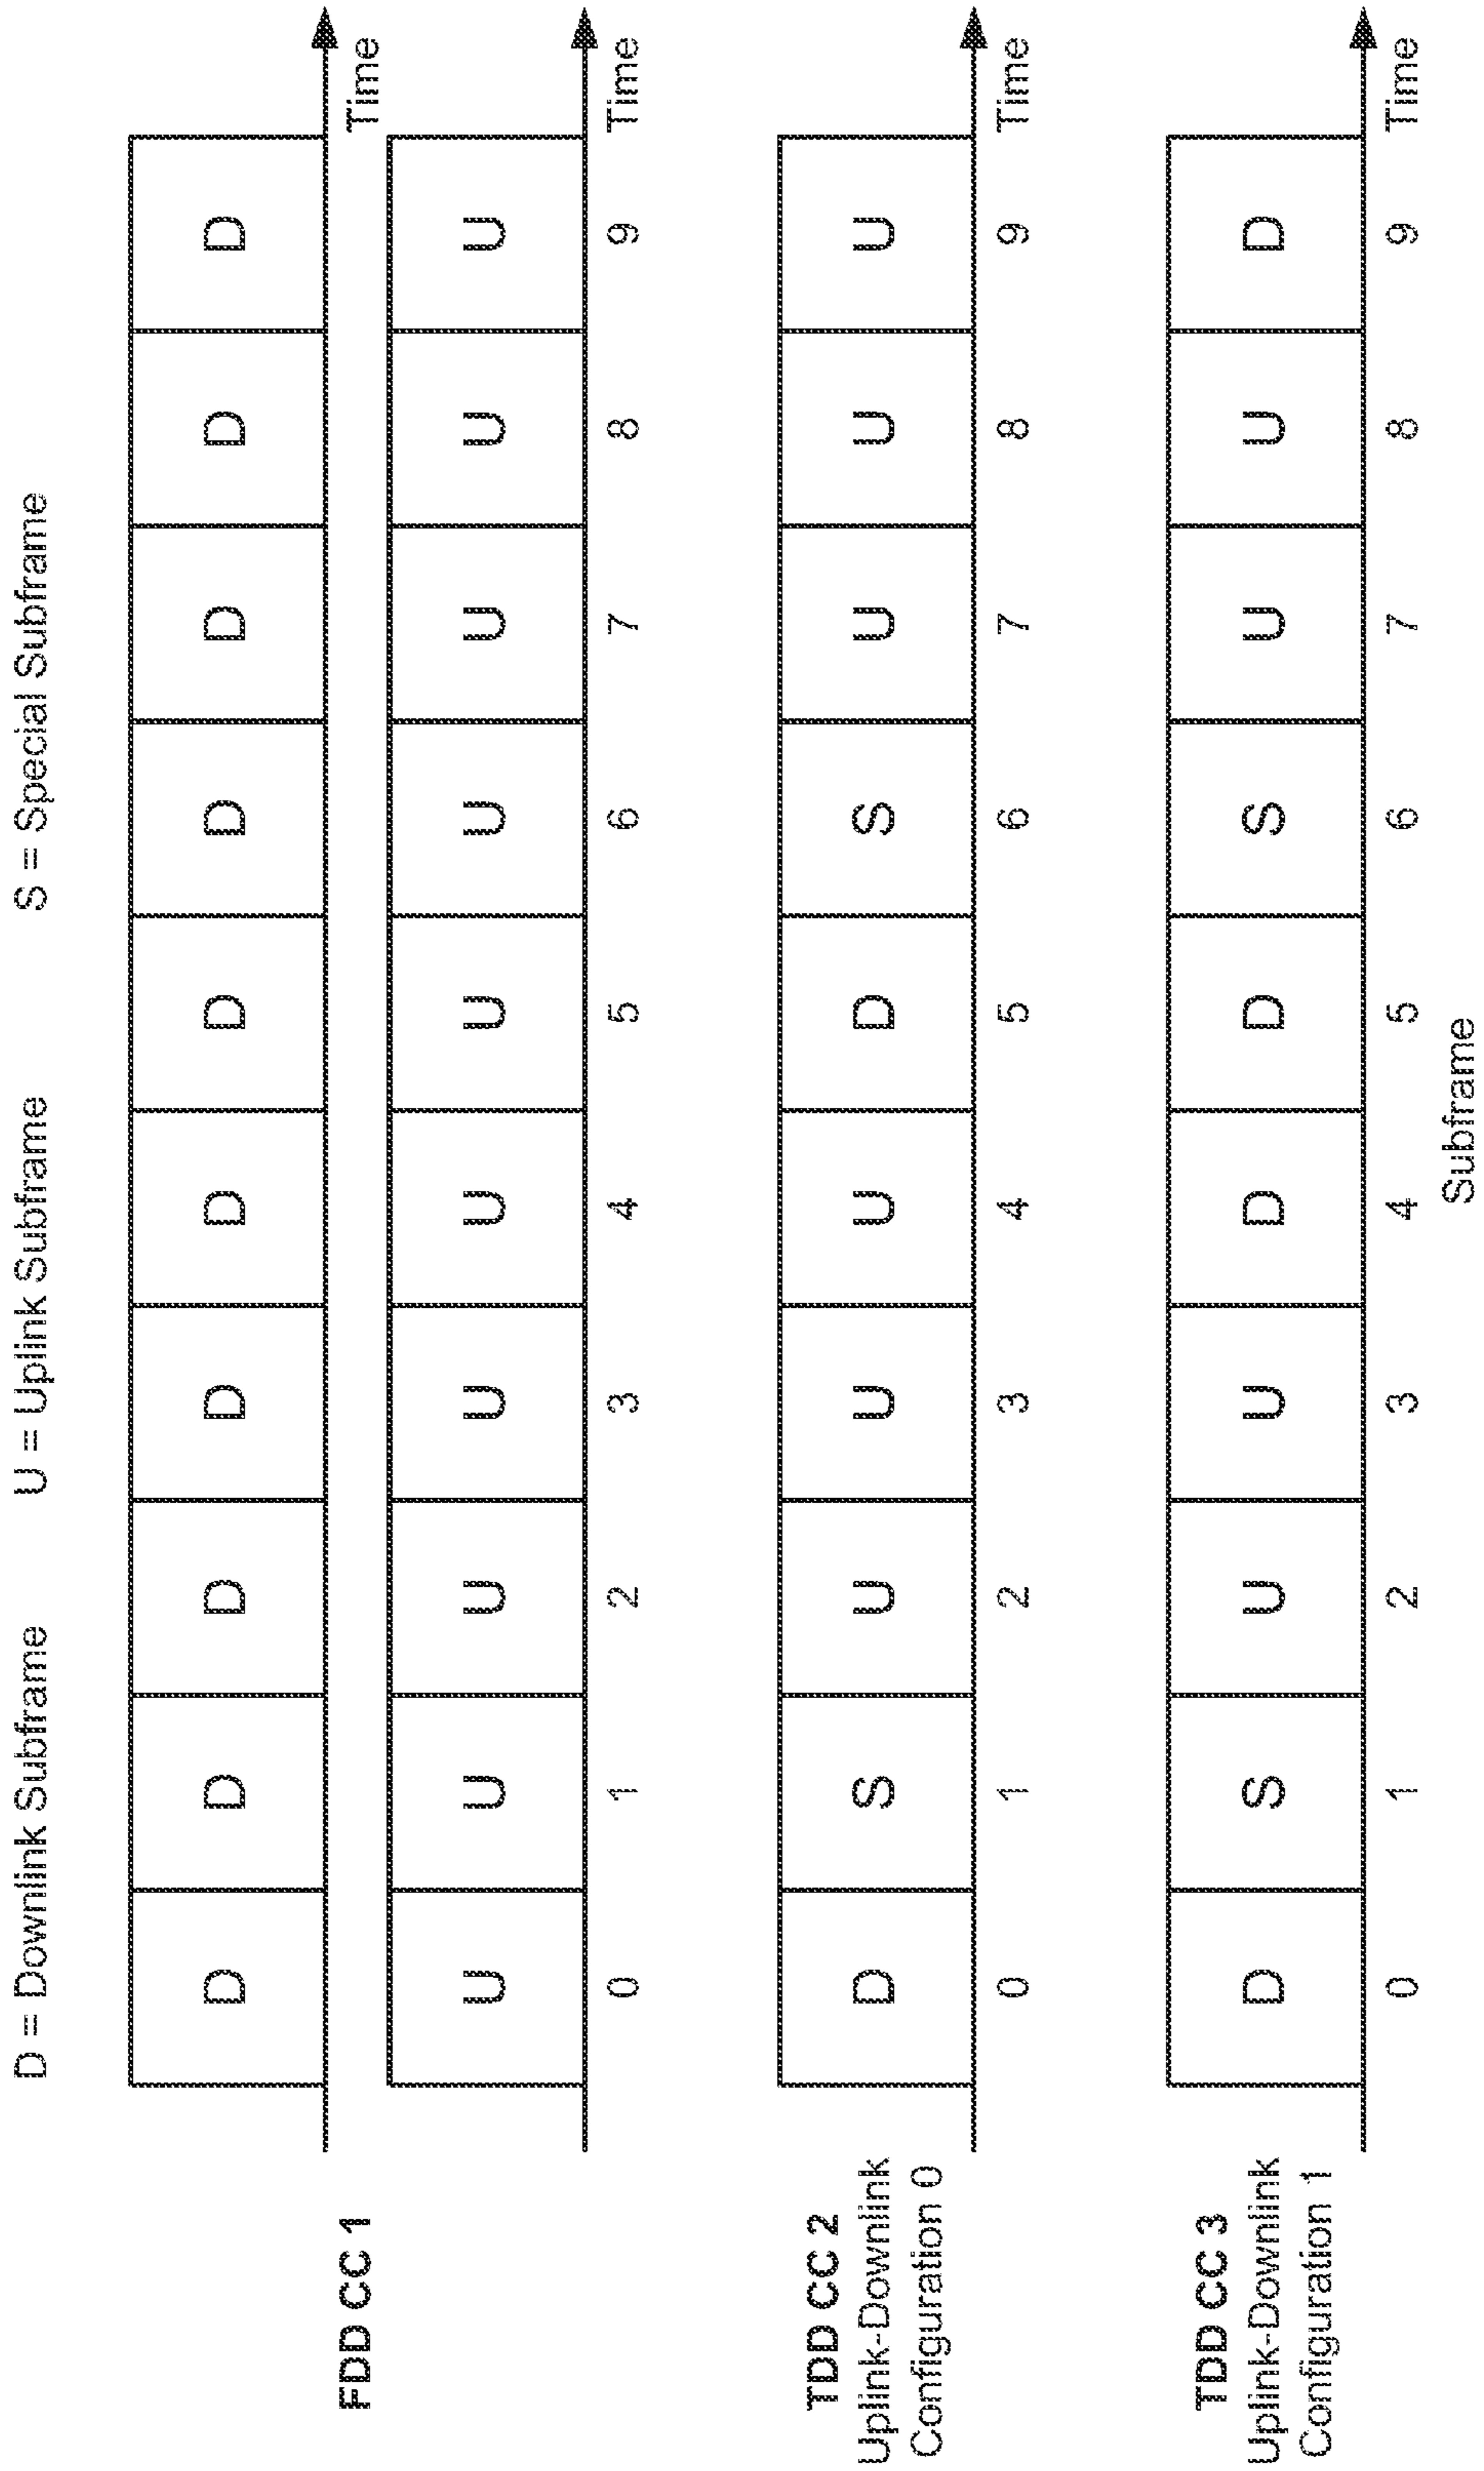 D = Downlink Subframe U = Uplink Subframe S = Special Subframe
D D D D D D D D D D
Time
FDD CC 1
U U U U U U U U U U
0 1 2 3 4 5 6 7 8 9 Time
TDD CC 2
Uplink-Downlink
Configuration 0
D S U U U D S U U U
0 1 2 3 4 5 6 7 8 9 Time
TDD CC 3
Uplink-Downlink
Configuration 1
D S U U D D S U U D
0 1 2 3 4 5 6 7 8 9 Time
Subframe